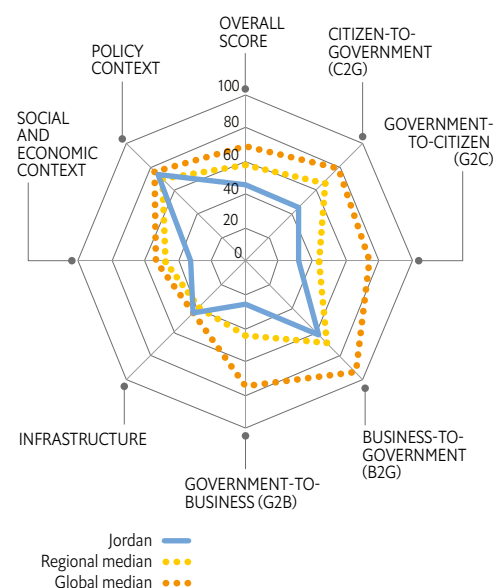 OVERALL
SCORE
CITIZEN-TO-
GOVERNMENT
(C2G)
POLICY
CONTEXT
100
80
60
40
20
0
SOCIAL
AND
ECONOMIC
CONTEXT
GOVERNMENT-
TO-CITIZEN
(G2C)
INFRASTRUCTURE
BUSINESS-TO-
GOVERNMENT
(B2G)
GOVERNMENT-TO-
BUSINESS (G2B)
Jordan
Regional median
Global median